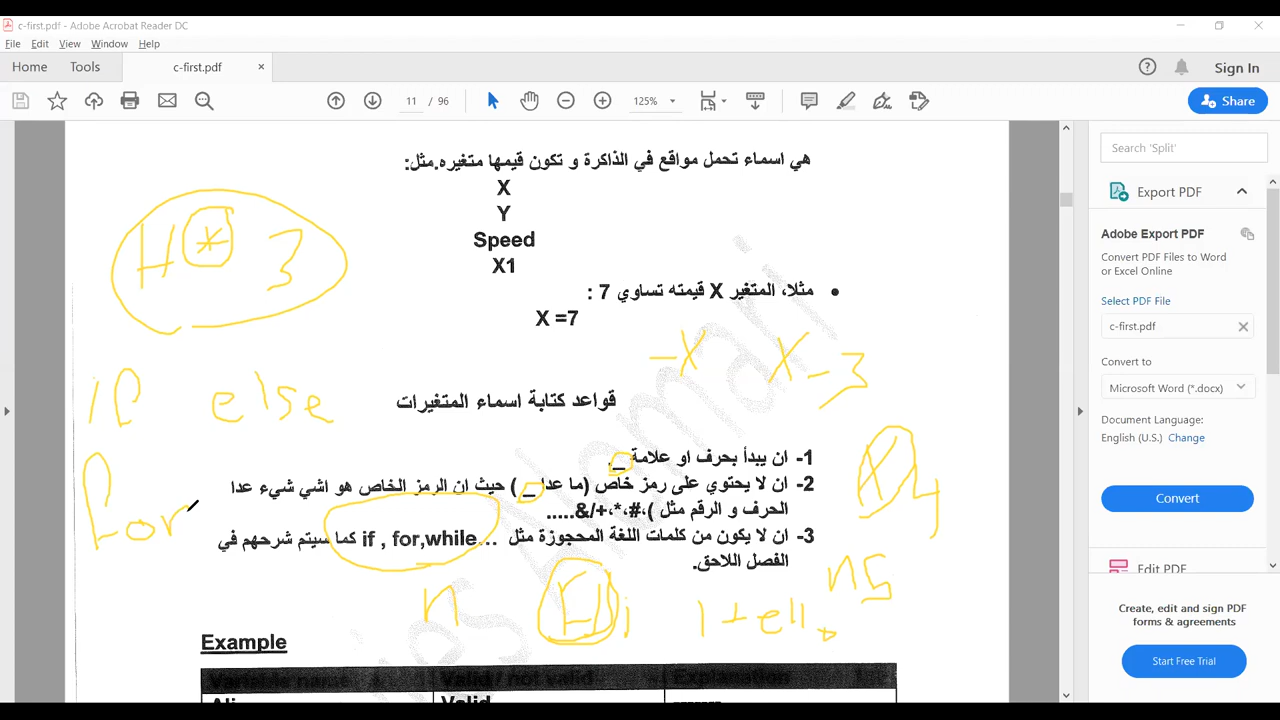 c-first.pdf - Adobe Acrobat Reader DC
File Edit View Window Help
Home Tools c-first.pdf Sign In
11 / 96 125% Share
هي اسماء تحمل مواقع في الذاكرة و تكون قيمها متغيره.مثل:
X
Y
Speed
X1
مثلا، المتغير X قيمته تساوي 7 :
X =7
H * 3
-X X_3
if else
قواعد كتابة اسماء المتغيرات
1- ان يبدأ بحرف او علامة _.
2- ان لا يحتوي على رمز خاص (ما عدا _ ) حيث ان الرمز الخاص هو اشي شيء عدا
الحرف و الرقم مثل )،#،*،+/&.....
for
3- ان لا يكون من كلمات اللغة المحجوزة مثل if , for,while... كما سيتم شرحهم في
الفصل اللاحق.
n n5
Example
Valid
Search 'Split'
Export PDF
Adobe Export PDF
Convert PDF Files to Word
or Excel Online
Select PDF File
c-first.pdf
Convert to
Microsoft Word (*.docx)
Document Language:
English (U.S.) Change
Convert
Edit PDF
Create, edit and sign PDF
forms & agreements
Start Free Trial